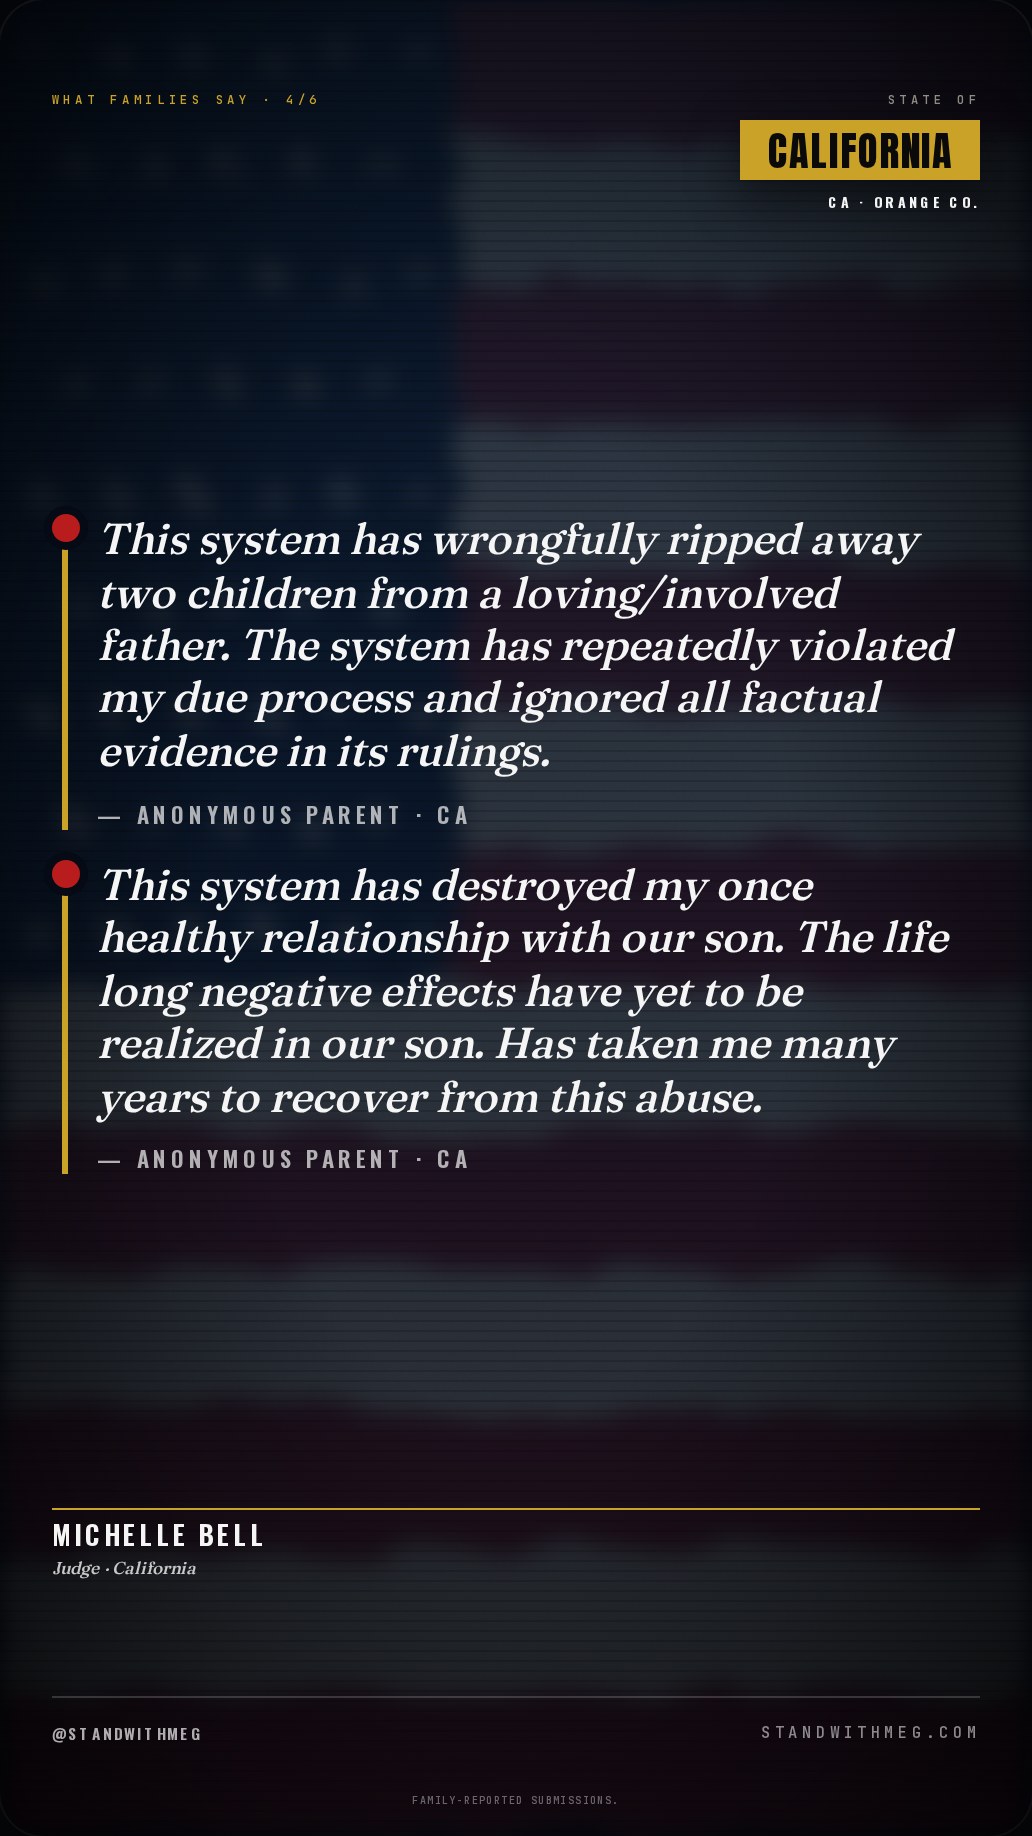 WHAT FAMILIES SAY · 4/6
STATE OF
CALIFORNIA
CA · ORANGE CO.
This system has wrongfully ripped away
two children from a loving/involved
father. The system has repeatedly violated
my due process and ignored all factual
evidence in its rulings.
— ANONYMOUS PARENT · CA
This system has destroyed my once
healthy relationship with our son. The life
long negative effects have yet to be
realized in our son. Has taken me many
years to recover from this abuse.
— ANONYMOUS PARENT · CA
MICHELLE BELL
Judge · California
@STANDWITHMEG
STANDWITHMEG.COM
FAMILY-REPORTED SUBMISSIONS.